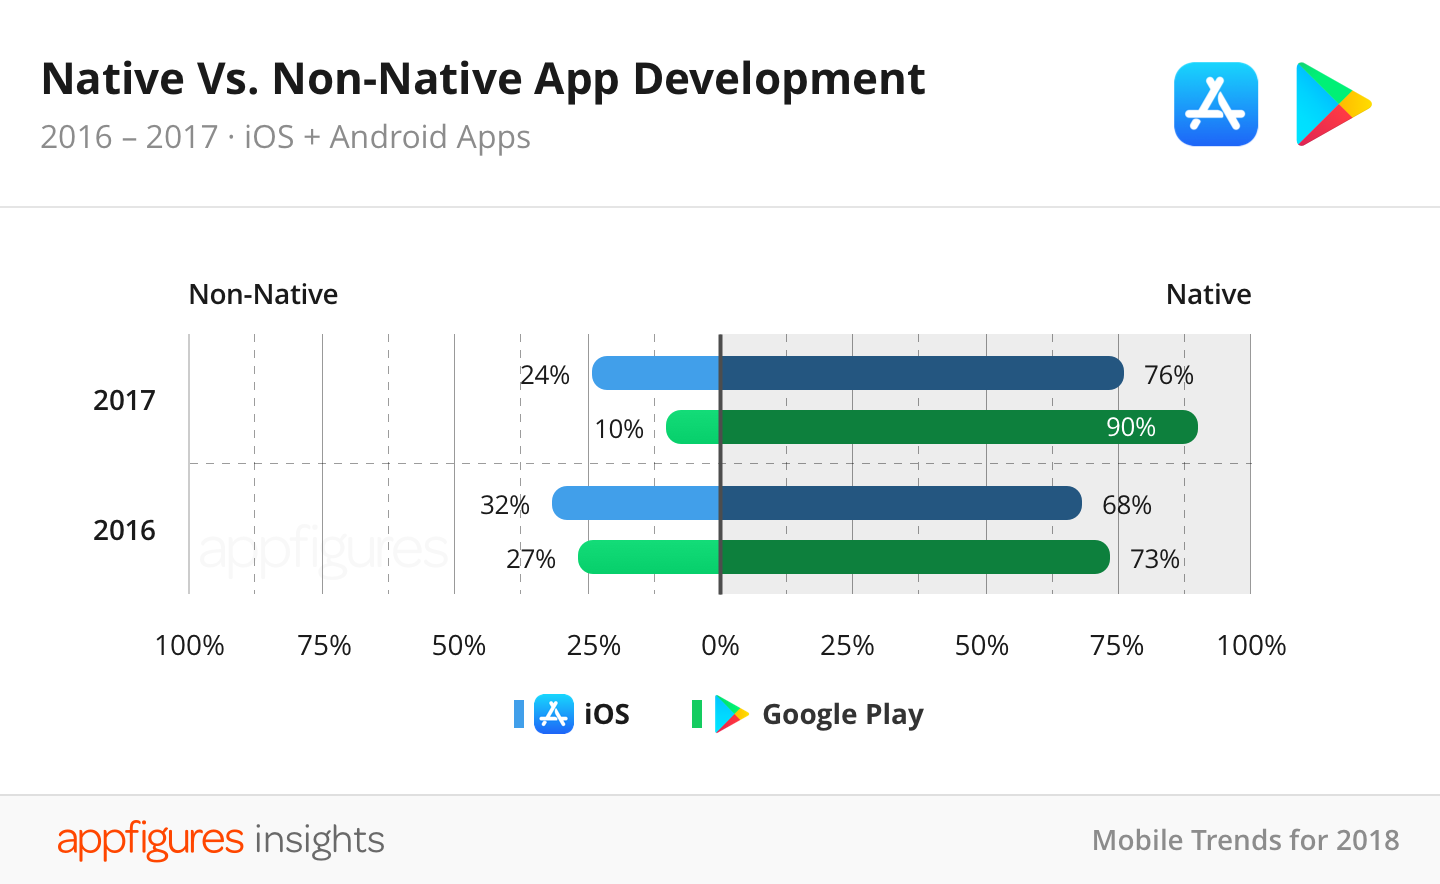 Native Vs. Non-Native App Development
2016 – 2017 · iOS + Android Apps
Non-Native
Native
2017
24%
76%
10%
90%
2016
32%
68%
27%
73%
appfigures
100%
75%
50%
25%
0%
25%
50%
75%
100%
iOS
Google Play
appfigures insights
Mobile Trends for 2018